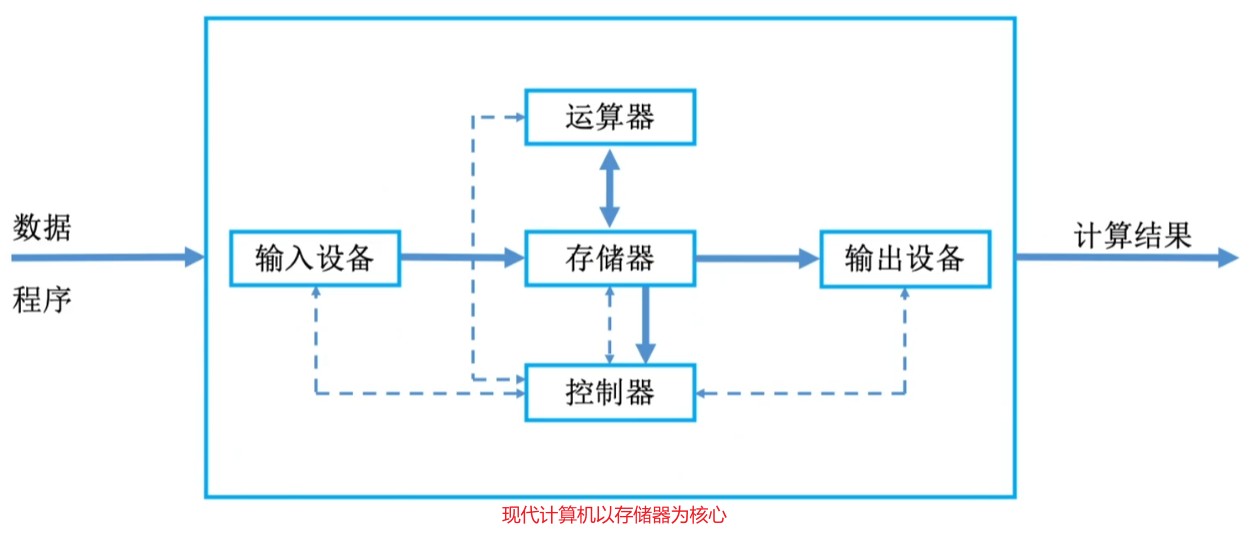 运算器
数据
程序
输入设备
存储器
输出设备
计算结果
控制器
现代计算机以存储器为核心